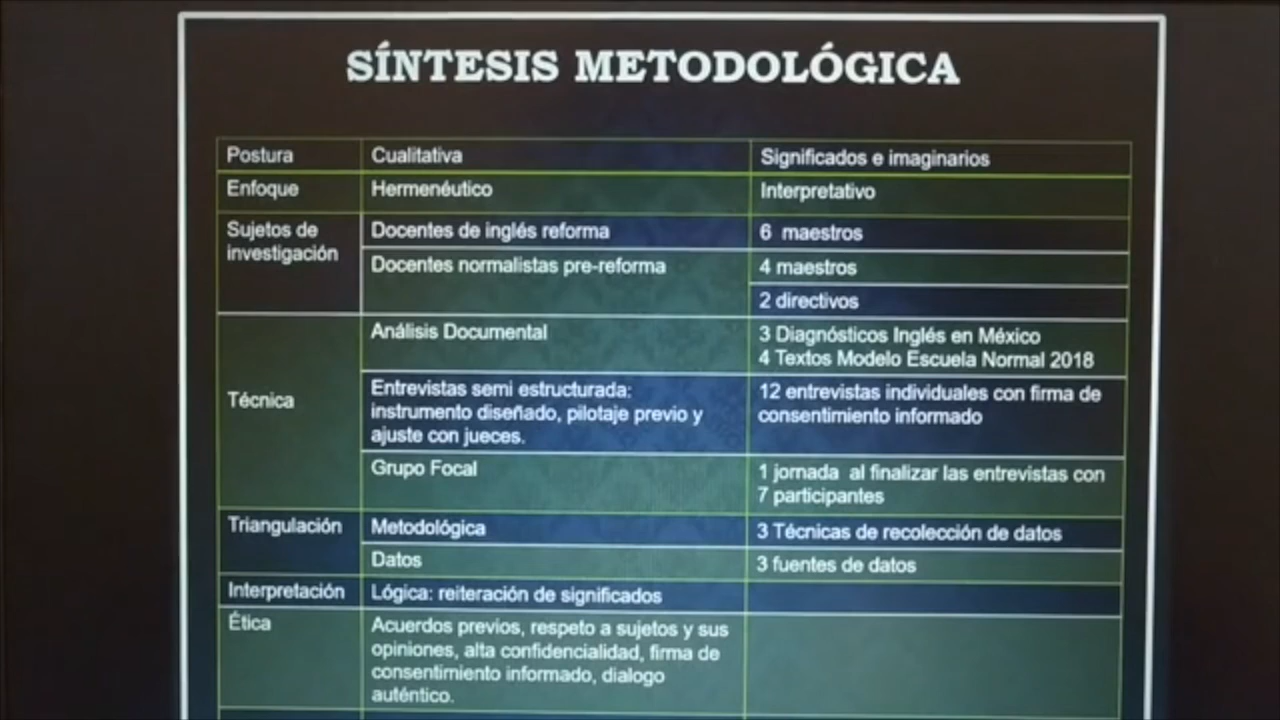 SÍNTESIS METODOLÓGICA
Postura
Cualitativa
Significados e imaginarios
Enfoque
Hermenéutico
Interpretativo
Sujetos de
investigación
Docentes de inglés reforma
6 maestros
Docentes normalistas pre-reforma
4 maestros
2 directivos
Técnica
Análisis Documental
3 Diagnósticos Inglés en México
4 Textos Modelo Escuela Normal 2018
Entrevistas semi estructurada:
instrumento diseñado, pilotaje previo y
ajuste con jueces.
12 entrevistas individuales con firma de
consentimiento informado
Grupo Focal
1 jornada al finalizar las entrevistas con
7 participantes
Triangulación
Metodológica
3 Técnicas de recolección de datos
Datos
3 fuentes de datos
Interpretación
Lógica: reiteración de significados
Ética
Acuerdos previos, respeto a sujetos y sus
opiniones, alta confidencialidad, firma de
consentimiento informado, dialogo
auténtico.